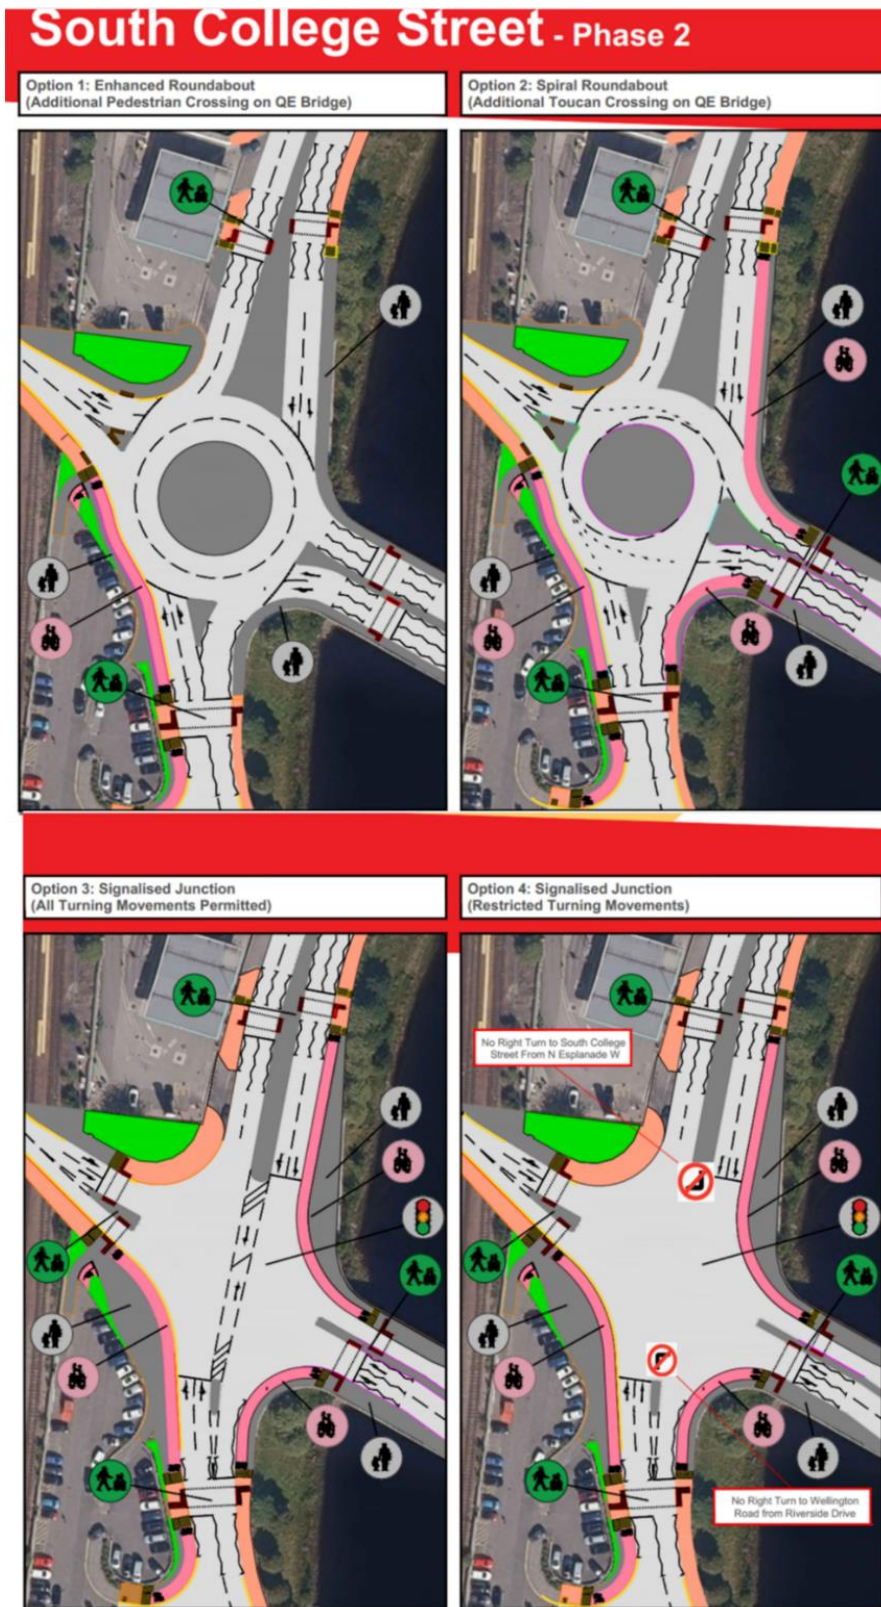 South College Street - Phase 2
Option 1: Enhanced Roundabout
(Additional Pedestrian Crossing on QE Bridge)
Option 2: Spiral Roundabout
(Additional Toucan Crossing on QE Bridge)
Option 3: Signalised Junction
(All Turning Movements Permitted)
Option 4: Signalised Junction
(Restricted Turning Movements)
No Right Turn to South College
Street From N Esplanade W
No Right Turn to Wellington
Road from Riverside Drive